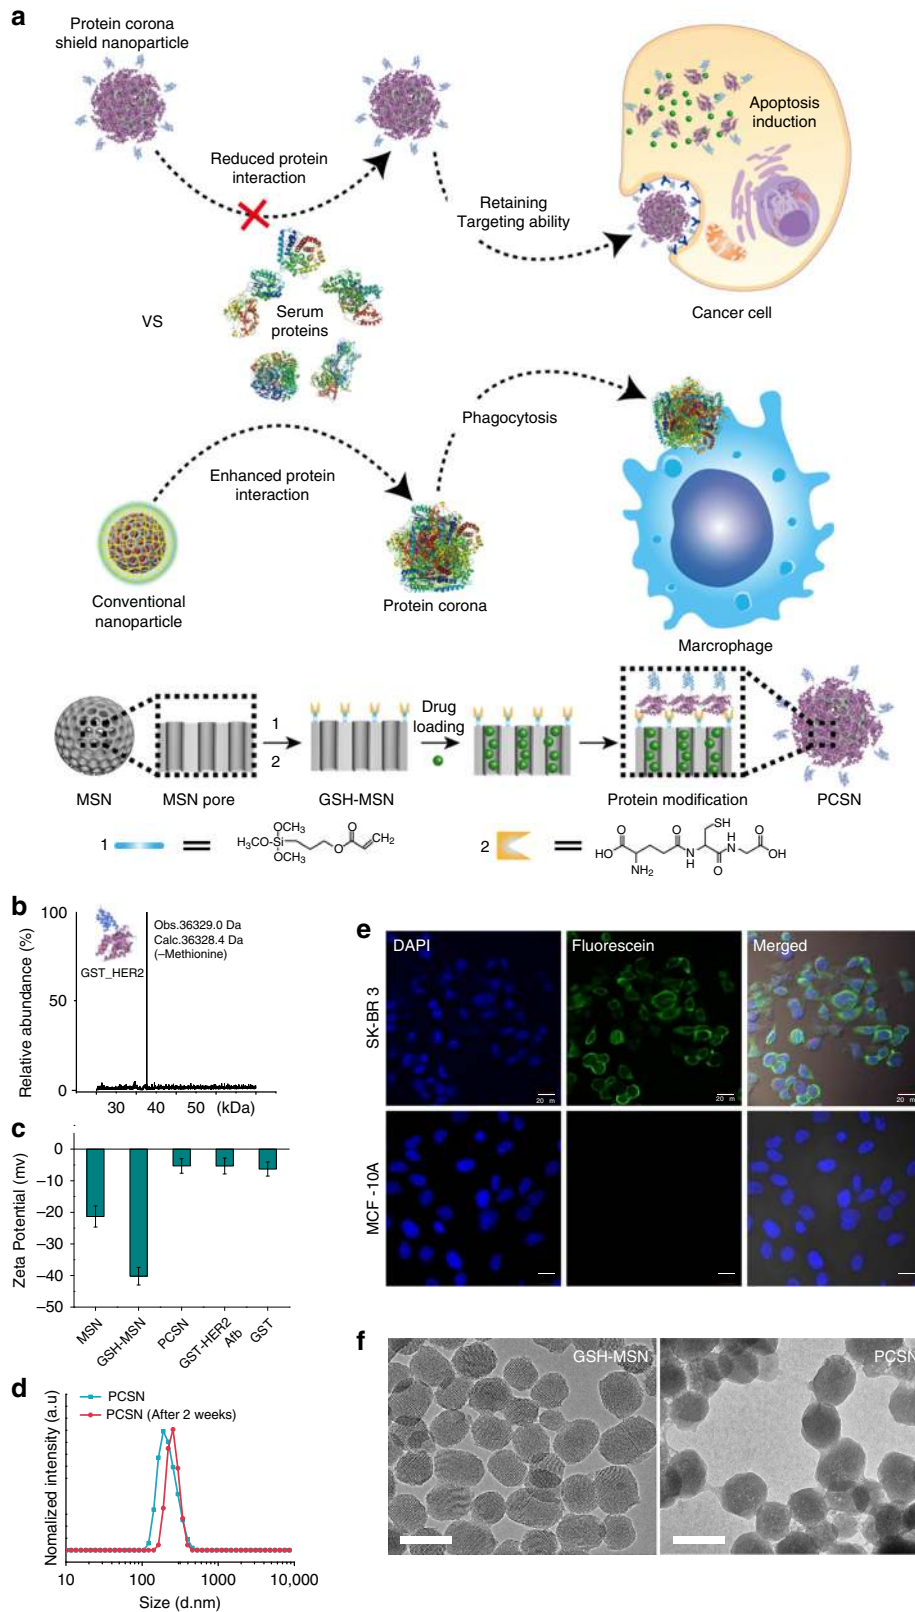 a
Protein corona
shield nanoparticle
Reduced protein
interaction
Retaining
Targeting ability
Apoptosis
induction
Cancer cell
VS
Serum
proteins
Phagocytosis
Enhanced protein
interaction
Conventional
nanoparticle
Protein corona
Marcrophage
1
2
Drug
loading
MSN
MSN pore
GSH-MSN
Protein modification
PCSN
1
OCH3
H3CO
Si
OCH3
O
O
CH2
2
O
HO
NH2
O
N
H
SH
H
N
O
O
OH
b
Relative abundance (%)
100
50
0
GST_HER2
Obs.36329.0 Da
Calc.36328.4 Da
(–Methionine)
30 40 50 (kDa)
c
Zeta Potential (mv)
0
–10
–20
–30
–40
–50
MSN
GSH-MSN
PCSN
GST-HER2
Afb
GST
d
PCSN
PCSN (After 2 weeks)
Nomalized intensity (a.u)
10 100 1000 10,000
Size (d.nm)
e
DAPI
Fluorescein
Merged
SK-BR 3
20 m
20 m
20 m
MCF -10A
f
GSH-MSN
PCSN